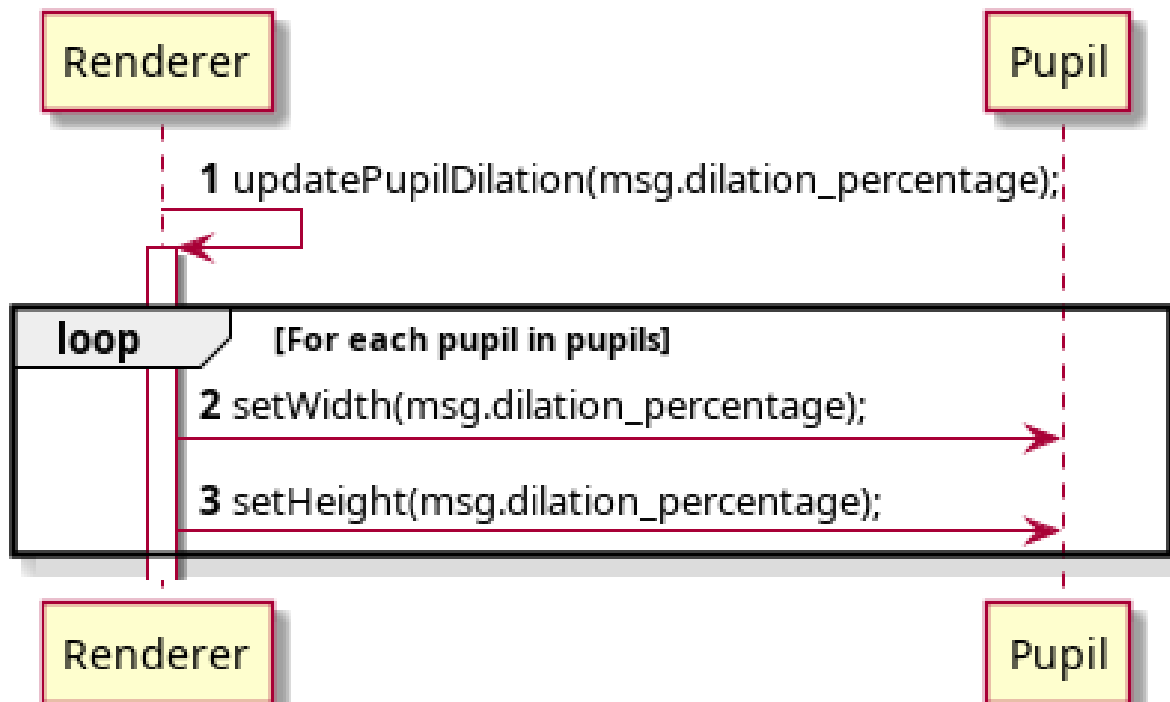 Renderer Pupil
1 updatePupilDilation(msg.dilation_percentage);
loop [For each pupil in pupils]
2 setWidth(msg.dilation_percentage);
3 setHeight(msg.dilation_percentage);
Renderer Pupil